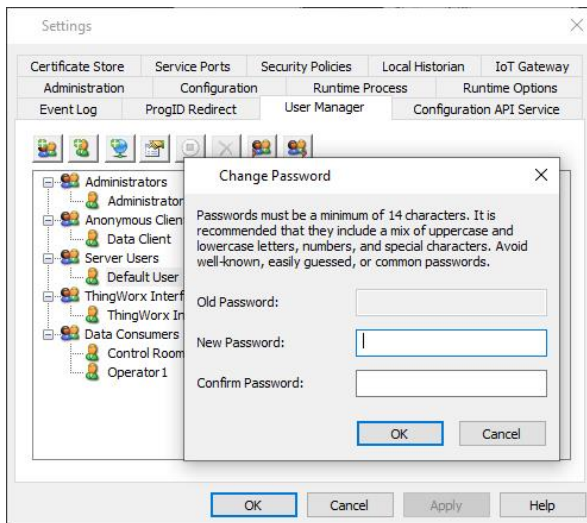 Settings
Certificate Store Service Ports Security Policies Local Historian IoT Gateway
Administration Configuration Runtime Process Runtime Options
Event Log ProgID Redirect User Manager Configuration API Service
Change Password
Passwords must be a minimum of 14 characters. It is
recommended that they include a mix of uppercase and
lowercase letters, numbers, and special characters. Avoid
well-known, easily guessed, or common passwords.
Old Password:
New Password:
Confirm Password:
OK Cancel
Administrators
Administrator
Anonymous Clien
Data Client
Server Users
Default User
ThingWorx Interf
ThingWorx In
Data Consumers
Control Room
Operator1
OK Cancel Apply Help